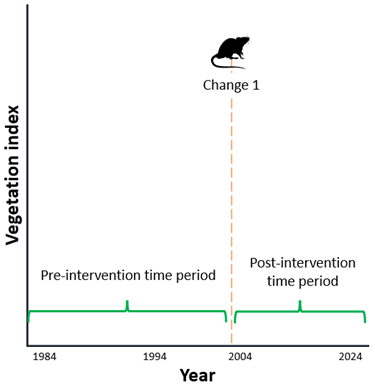 Change 1
Vegetation index
Pre-intervention time period
Post-intervention
time period
1984
1994
2004
2024
Year